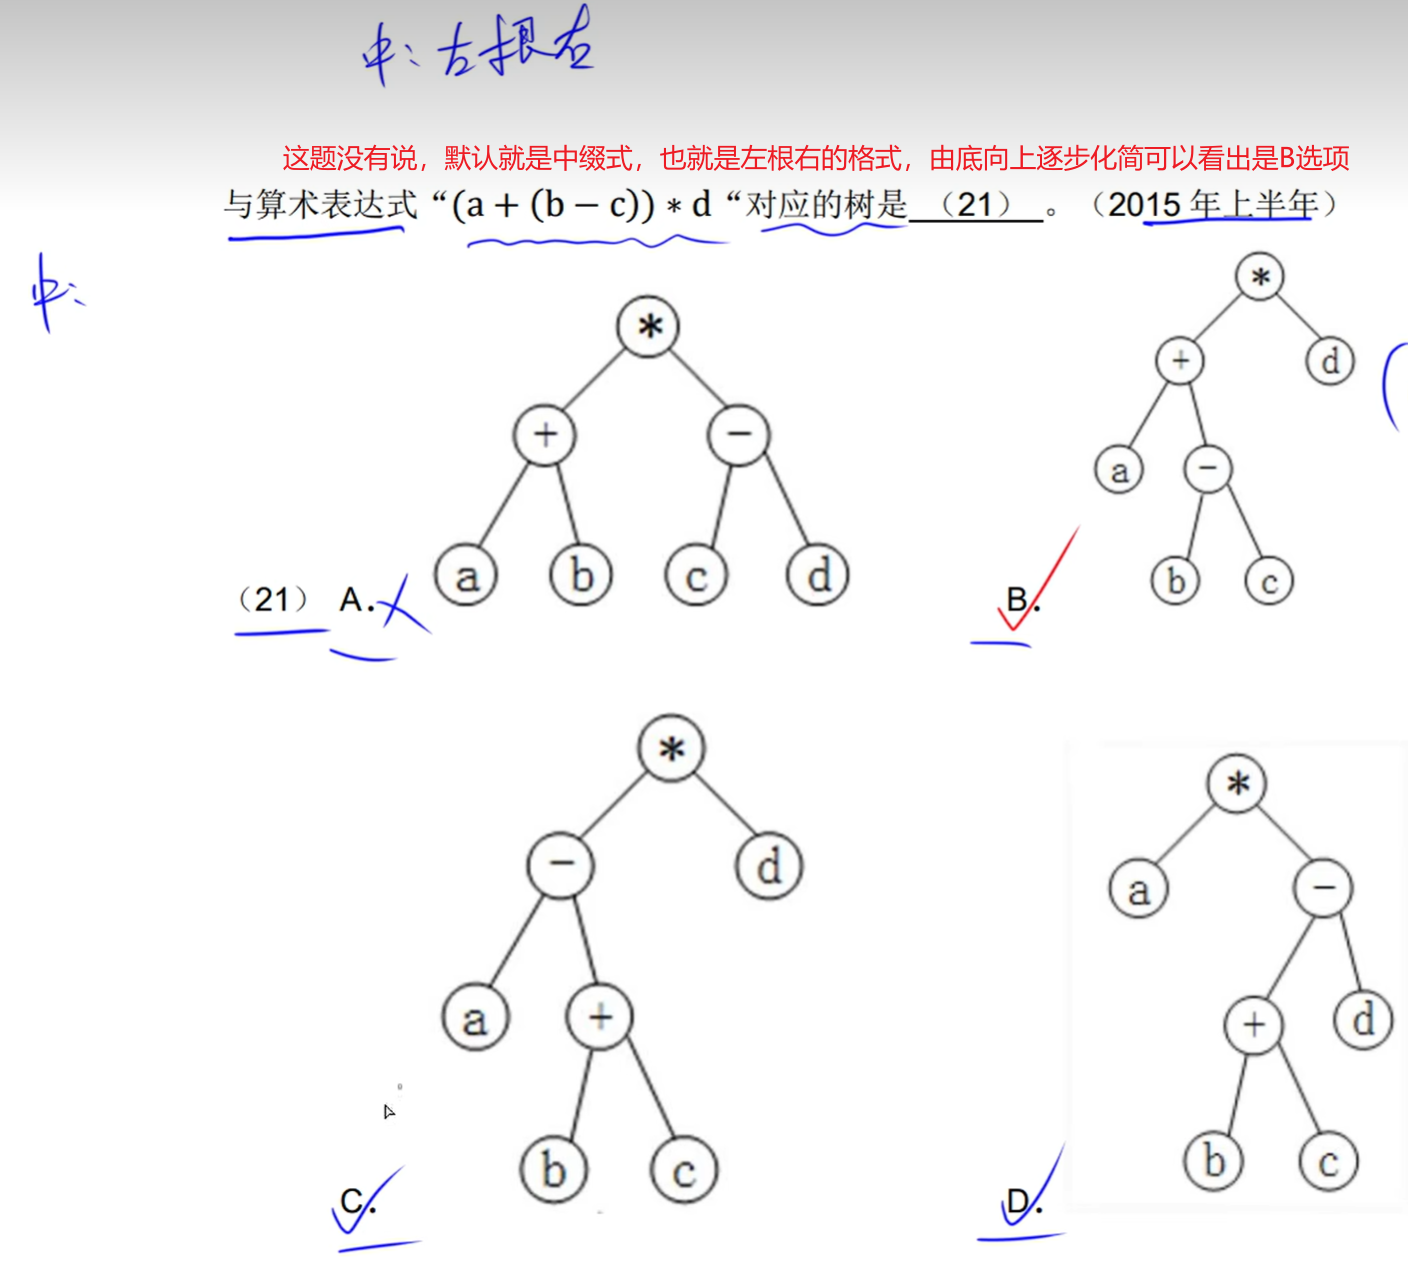 中：左根右
这题没有说，默认就是中缀式，也就是左根右的格式，由底向上逐步化简可以看出是B选项
与算术表达式“(a + (b − c)) ∗ d “对应的树是 （21） 。（2015 年上半年）
中：
*
+
−
a
b
c
d
（21） A.
*
+
d
a
−
b
c
B.
*
−
d
a
+
b
c
C.
*
a
−
+
d
b
c
D.